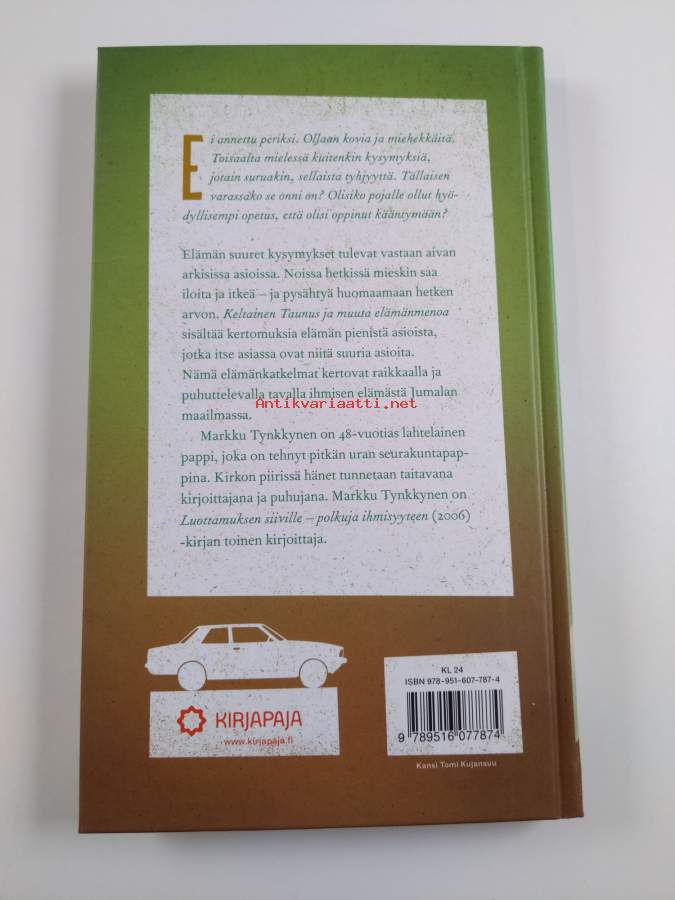 Ei annettu periksi. Ollaan kovia ja miehekkäitä.
Toisaalta mielessä kuitenkin kysymyksiä,
jotain suruakin, sellaista tyhjyyttä. Tällaisen
varassako se onni on? Olisiko pojalle ollut hyö-
dyllisempi opetus, että olisi oppinut kääntymään?
Elämän suuret kysymykset tulevat vastaan aivan
arkisissa asioissa. Noissa hetkissä mieskin saa
iloita ja itkeä – ja pysähtyä huomaamaan hetken
arvon. Keltainen Taunus ja muuta elämänmenoa
sisältää kertomuksia elämän pienistä asioista,
jotka itse asiassa ovat niitä suuria asioita.
Nämä elämänkatkelmat kertovat raikkaalla ja
puhuttelevalla tavalla ihmisen elämästä Jumalan
maailmassa.
Antikvariaatti.net
Markku Tynkkynen on 48-vuotias lahtelainen
pappi, joka on tehnyt pitkän uran seurakuntapap-
pina. Kirkon piirissä hänet tunnetaan taitavana
kirjoittajana ja puhujana. Markku Tynkkynen on
Luottamuksen siiville – polkuja ihmisyyteen (2006)
-kirjan toinen kirjoittaja.
KIRJAPAJA
www.kirjapaja.fi
KL 24
ISBN 978-951-607-787-4
9 789516 077874
Kansi Tomi Kujansuu